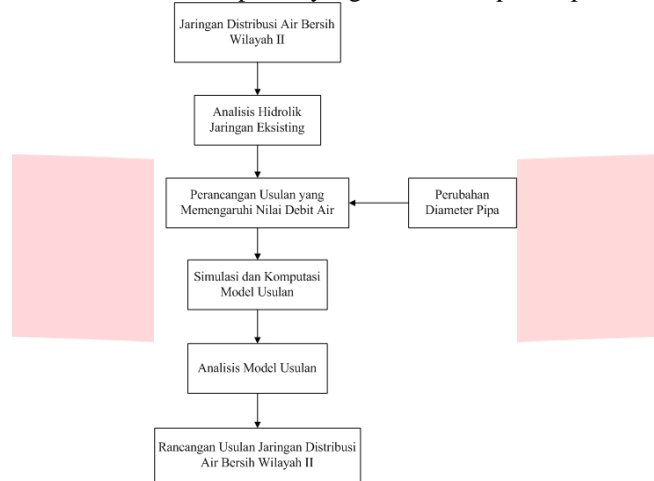 Jaringan Distribusi Air Bersih
Wilayah II
Analisis Hidrolik
Jaringan Eksisting
Perancangan Usulan yang
Memengaruhi Nilai Debit Air
Perubahan
Diameter Pipa
Simulasi dan Komputasi
Model Usulan
Analisis Model Usulan
Rancangan Usulan Jaringan Distribusi
Air Bersih Wilayah II